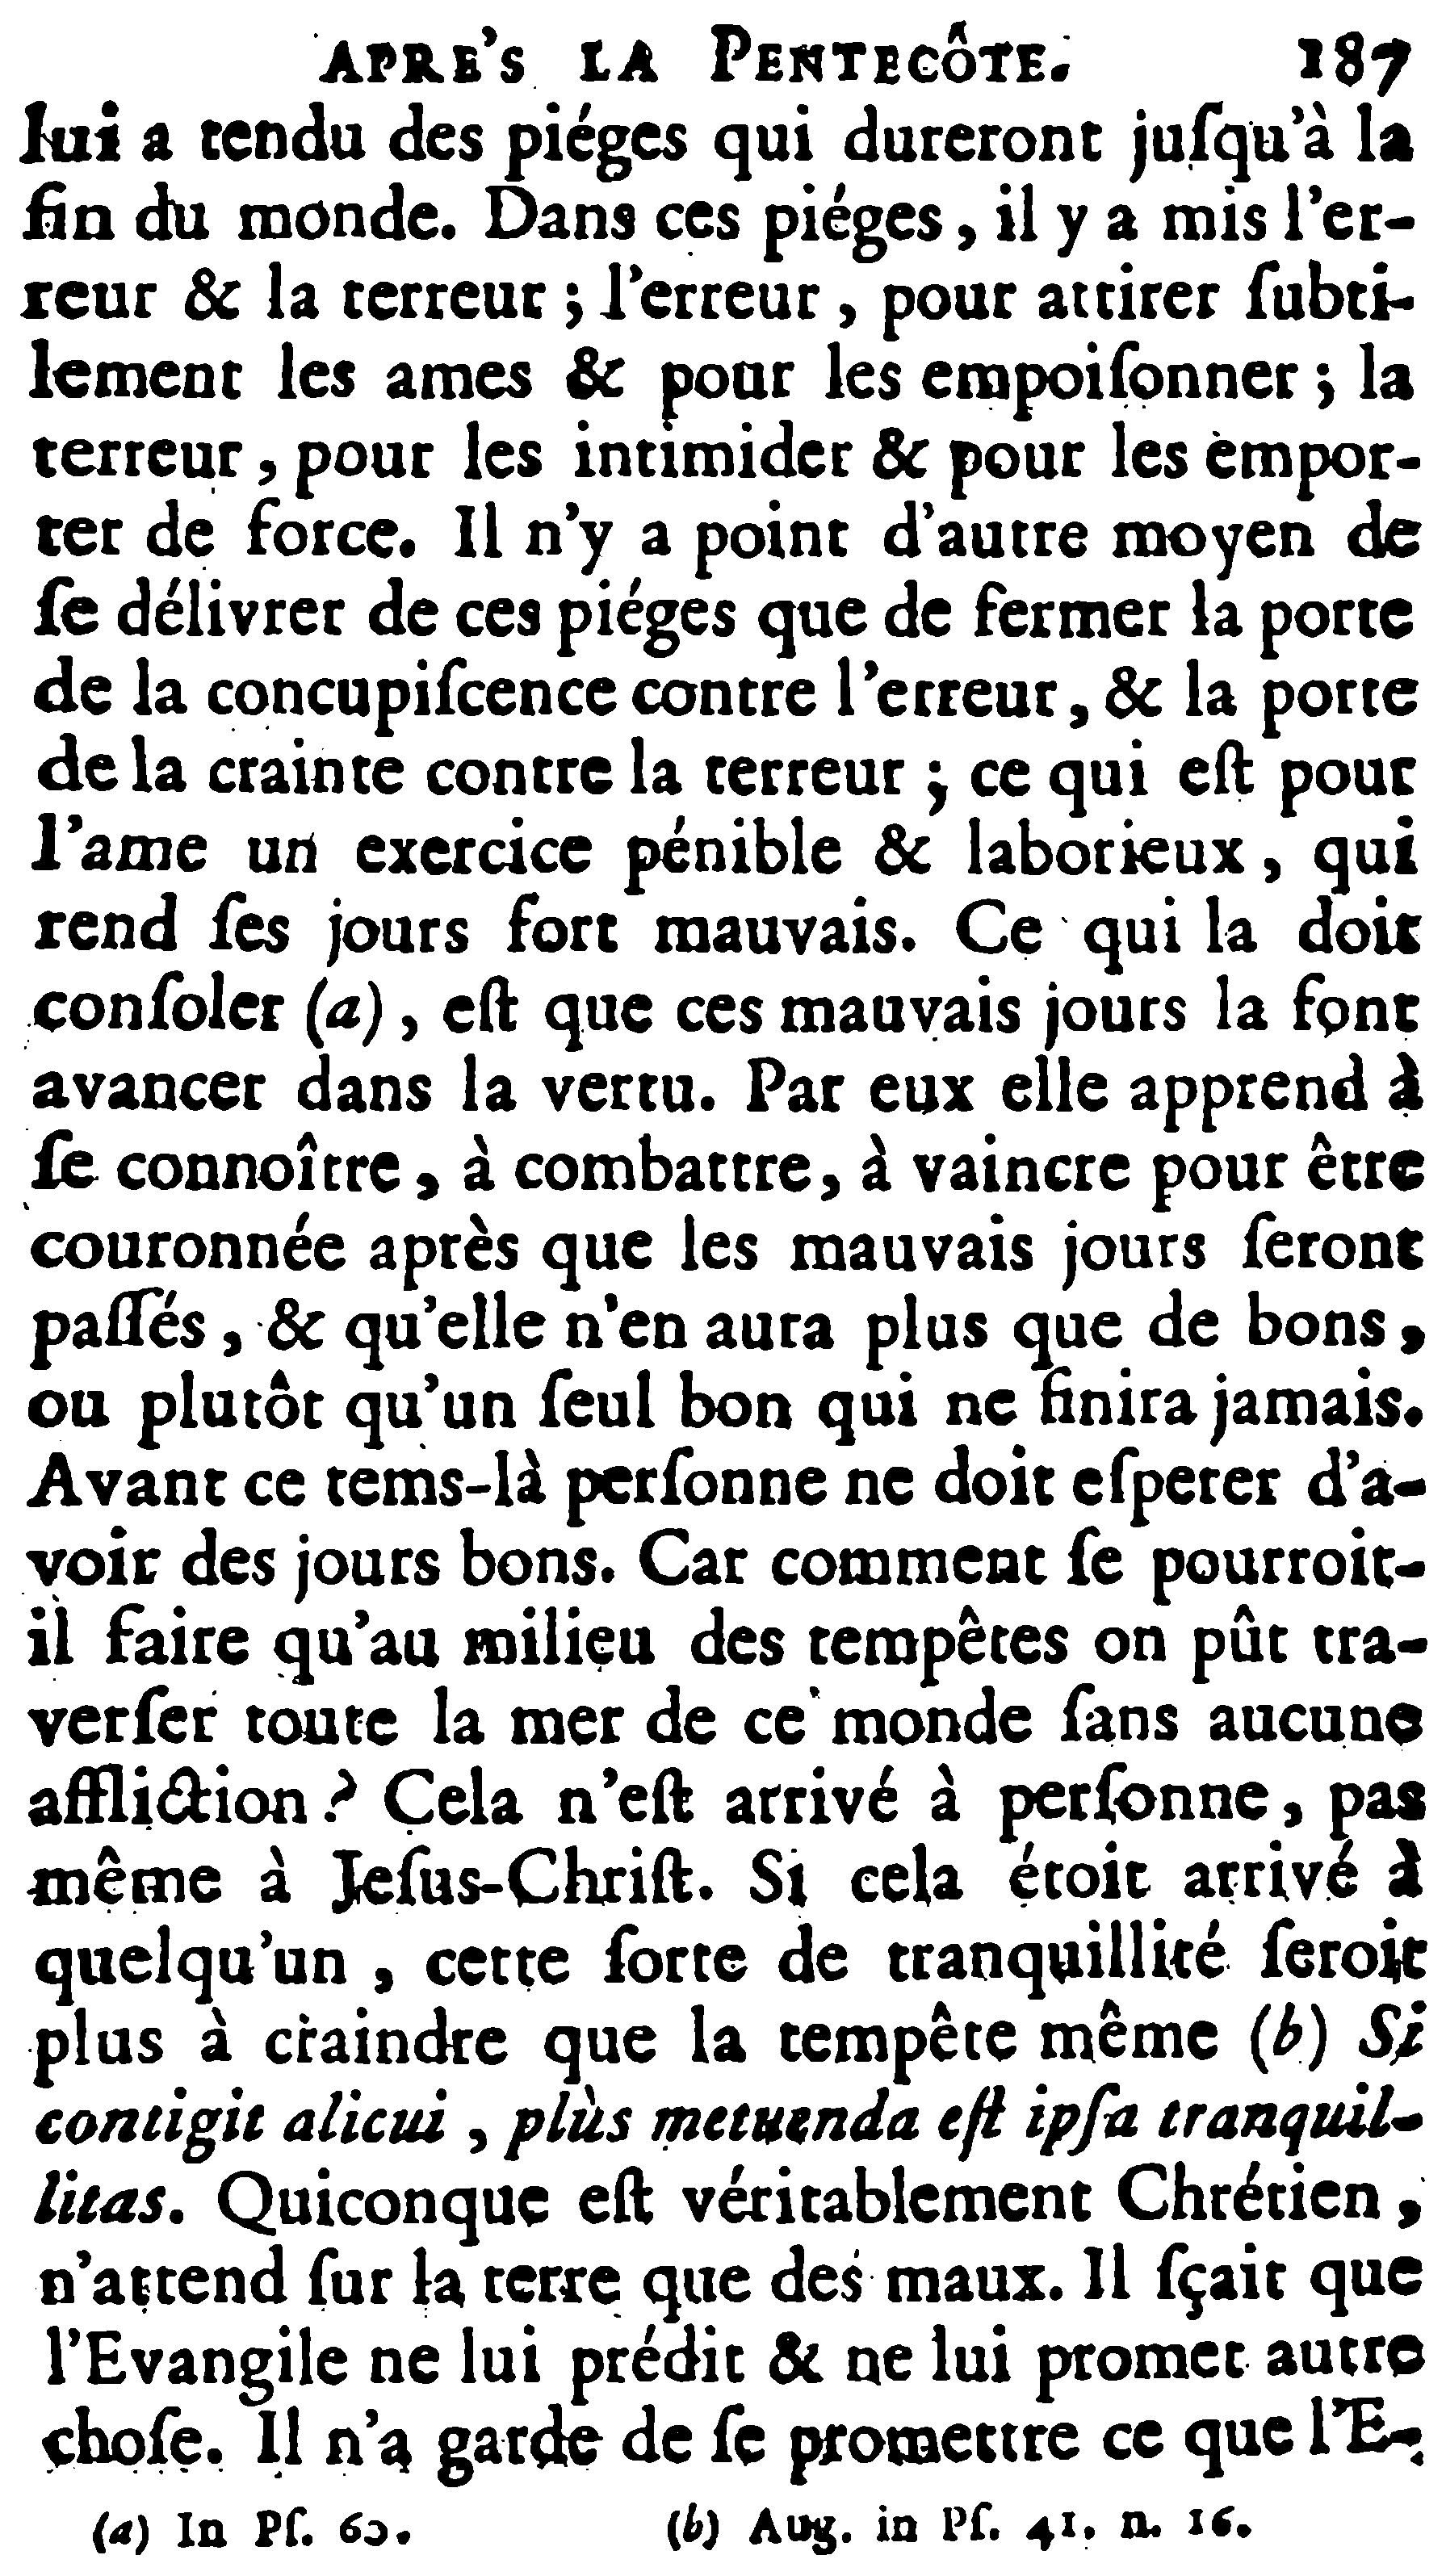 APRE'S LA PENTECÔTE. 187
lui a tendu des piéges qui dureront juſqu'à la
fin du monde. Dans ces piéges, il y a mis l'er-
reur & la terreur ; l'erreur, pour attirer ſubti-
lement les ames & pour les empoiſonner ; la
terreur, pour les intimider & pour les empor-
ter de force. Il n'y a point d'autre moyen de
ſe délivrer de ces piéges que de fermer la porte
de la concupiſcence contre l'erreur, & la porte
de la crainte contre la terreur ; ce qui eſt pour
l'ame un exercice pénible & laborieux, qui
rend ſes jours fort mauvais. Ce qui la doit
conſoler (a), eſt que ces mauvais jours la font
avancer dans la vertu. Par eux elle apprend à
ſe connoître, à combattre, à vaincre pour être
couronnée après que les mauvais jours ſeront
paſſés, & qu'elle n'en aura plus que de bons,
ou plutôt qu'un ſeul bon qui ne finira jamais.
Avant ce tems-là perſonne ne doit eſperer d'a-
voir des jours bons. Car comment ſe pourroit-
il faire qu'au milieu des tempêtes on pût tra-
verſer toute la mer de ce monde ſans aucune
affliction ? Cela n'eſt arrivé à perſonne, pas
même à Jeſus-Chriſt. Si cela étoit arrivé à
quelqu'un, cette ſorte de tranquillité ſeroit
plus à craindre que la tempête même (b) Si
contigit alicui, plùs metuenda eſt ipſa tranquil-
litas. Quiconque eſt véritablement Chrétien,
n'attend ſur la terre que des maux. Il ſçait que
l'Evangile ne lui prédit & ne lui promet autre
choſe. Il n'a garde de ſe promettre ce que l'E-
(a) In Pſ. 60. (b) Aug. in Pſ. 41. n. 16.